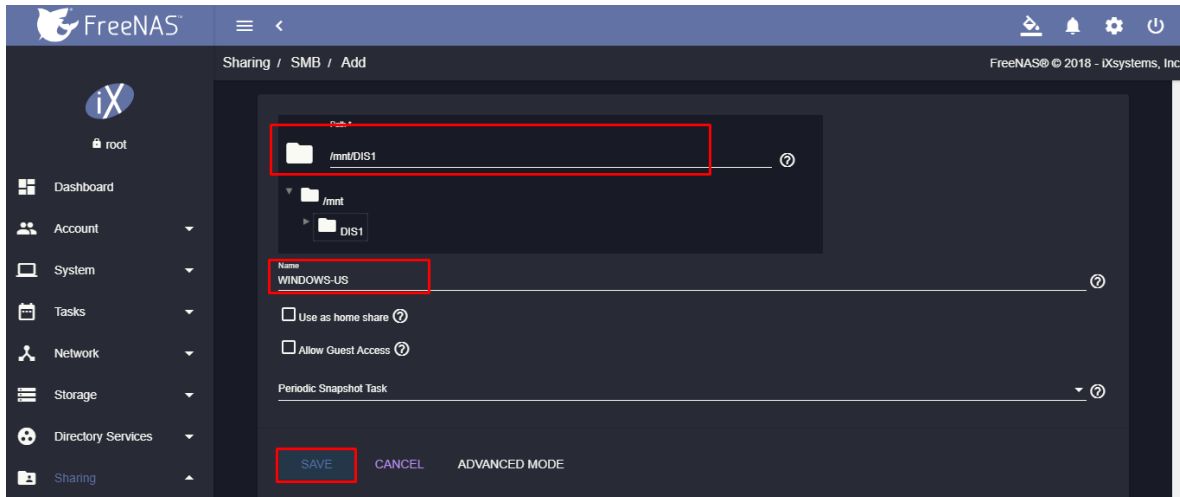 FreeNAS™
Sharing / SMB / Add
FreeNAS® © 2018 - iXsystems, Inc
iX
root
Dashboard
Account
System
Tasks
Network
Storage
Directory Services
Sharing
Path *
/mnt/DIS1
/mnt
DIS1
Name
WINDOWS-US
Use as home share
Allow Guest Access
Periodic Snapshot Task
SAVE CANCEL ADVANCED MODE